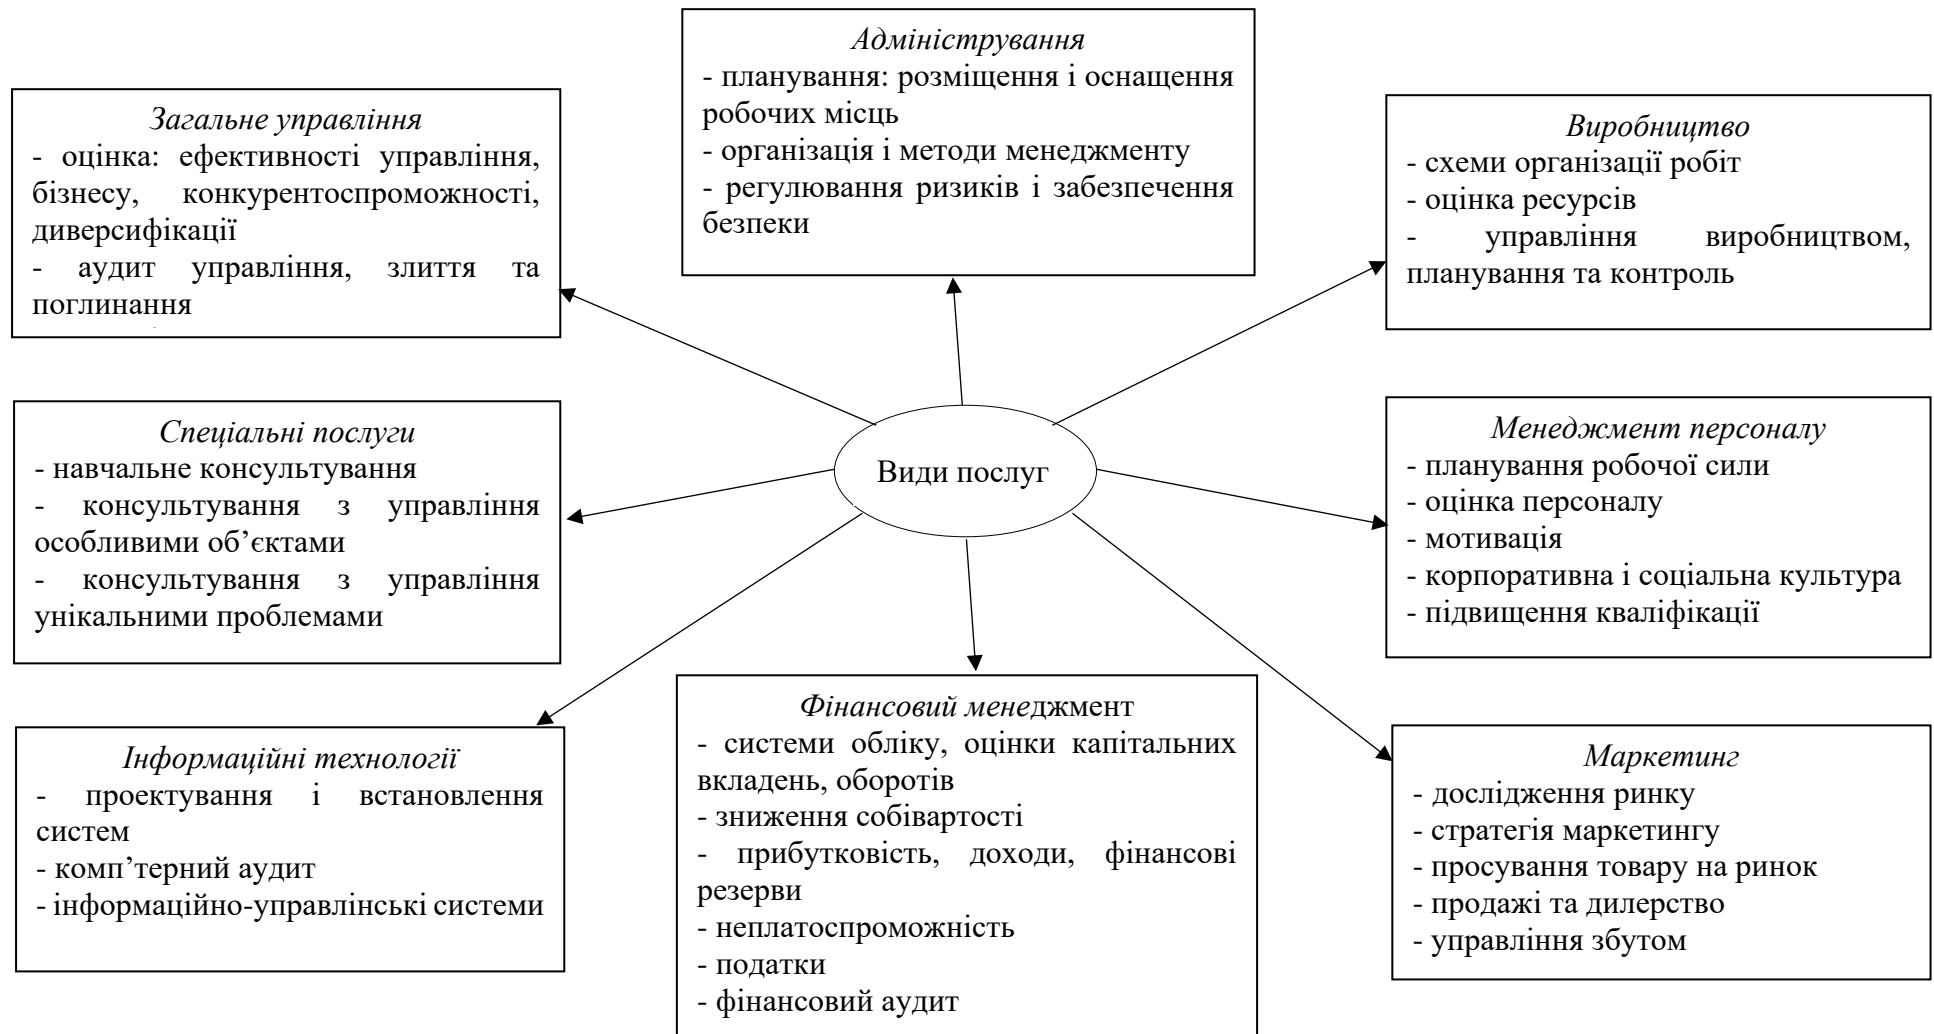 Адміністрування
- планування: розміщення і оснащення
робочих місць
- організація і методи менеджменту
- регулювання ризиків і забезпечення
безпеки
Загальне управління
- оцінка: ефективності управління,
бізнесу, конкурентоспроможності,
диверсифікації
- аудит управління, злиття та
поглинання
Виробництво
- схеми організації робіт
- оцінка ресурсів
- управління виробництвом,
планування та контроль
Спеціальні послуги
- навчальне консультування
- консультування з управління
особливими об’єктами
- консультування з управління
унікальними проблемами
Види послуг
Менеджмент персоналу
- планування робочої сили
- оцінка персоналу
- мотивація
- корпоративна і соціальна культура
- підвищення кваліфікації
Інформаційні технології
- проектування і встановлення
систем
- комп’терний аудит
- інформаційно-управлінські системи
Фінансовий менеджмент
- системи обліку, оцінки капітальних
вкладень, оборотів
- зниження собівартості
- прибутковість, доходи, фінансові
резерви
- неплатоспроможність
- податки
- фінансовий аудит
Маркетинг
- дослідження ринку
- стратегія маркетингу
- просування товару на ринок
- продажі та дилерство
- управління збутом